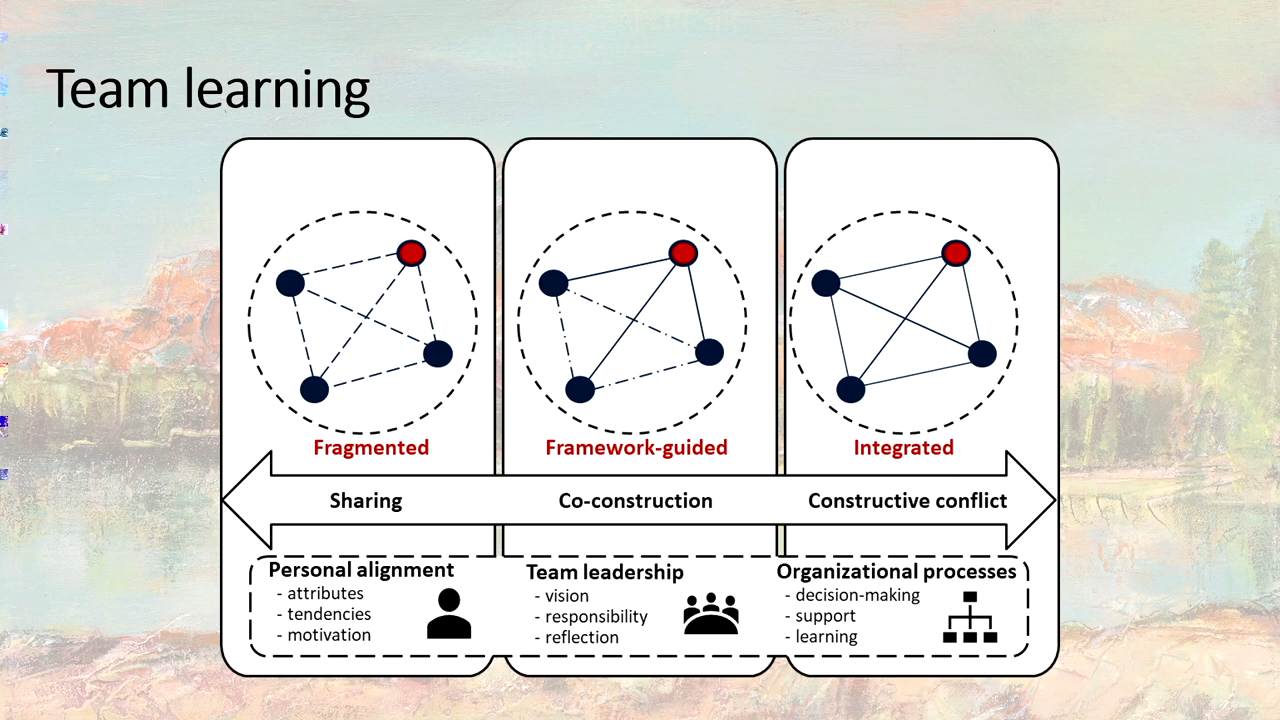 Team learning
Fragmented
Framework-guided
Integrated
Sharing
Co-construction
Constructive conflict
Personal alignment
- attributes
- tendencies
- motivation
Team leadership
- vision
- responsibility
- reflection
Organizational processes
- decision-making
- support
- learning